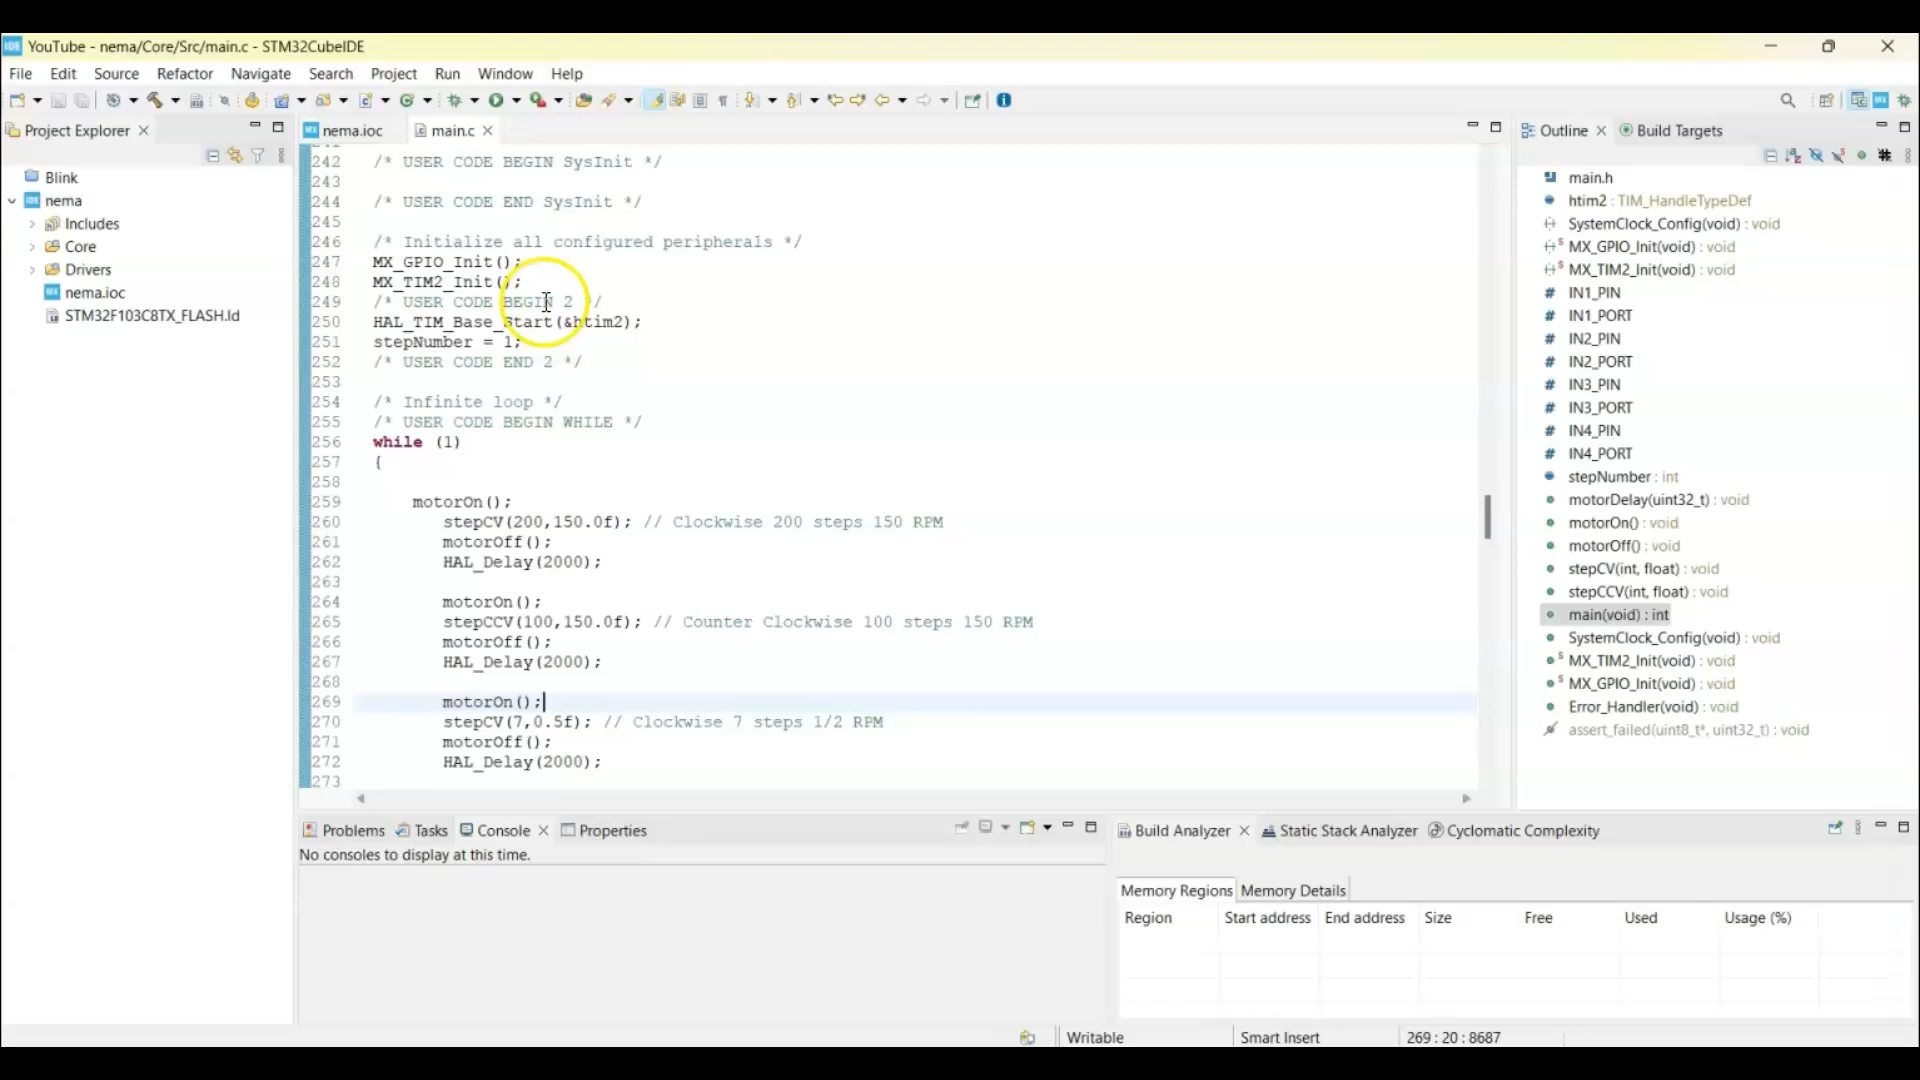 YouTube - nema/Core/Src/main.c - STM32CubeIDE
File Edit Source Refactor Navigate Search Project Run Window Help
Project Explorer
Blink
nema
Includes
Core
Drivers
nema.ioc
STM32F103C8TX_FLASH.ld
nema.ioc main.c
242 /* USER CODE BEGIN SysInit */
243
244 /* USER CODE END SysInit */
245
246 /* Initialize all configured peripherals */
247 MX_GPIO_Init();
248 MX_TIM2_Init();
249 /* USER CODE BEGIN 2 */
250 HAL_TIM_Base_Start(&htim2);
251 stepNumber = 1;
252 /* USER CODE END 2 */
253
254 /* Infinite loop */
255 /* USER CODE BEGIN WHILE */
256 while (1)
257 {
258
259 motorOn();
260 stepCV(200,150.0f); // Clockwise 200 steps 150 RPM
261 motorOff();
262 HAL_Delay(2000);
263
264 motorOn();
265 stepCCV(100,150.0f); // Counter Clockwise 100 steps 150 RPM
266 motorOff();
267 HAL_Delay(2000);
268
269 motorOn();
270 stepCV(7,0.5f); // Clockwise 7 steps 1/2 RPM
271 motorOff();
272 HAL_Delay(2000);
273
Outline Build Targets
main.h
htim2 : TIM_HandleTypeDef
SystemClock_Config(void) : void
MX_GPIO_Init(void) : void
MX_TIM2_Init(void) : void
IN1_PIN
IN1_PORT
IN2_PIN
IN2_PORT
IN3_PIN
IN3_PORT
IN4_PIN
IN4_PORT
stepNumber : int
motorDelay(uint32_t) : void
motorOn() : void
motorOff() : void
stepCV(int, float) : void
stepCCV(int, float) : void
main(void) : int
SystemClock_Config(void) : void
MX_TIM2_Init(void) : void
MX_GPIO_Init(void) : void
Error_Handler(void) : void
assert_failed(uint8_t*, uint32_t) : void
Problems Tasks Console Properties
No consoles to display at this time.
Build Analyzer Static Stack Analyzer Cyclomatic Complexity
Memory Regions Memory Details
Region Start address End address Size Free Used Usage (%)
Writable Smart Insert 269 : 20 : 8687